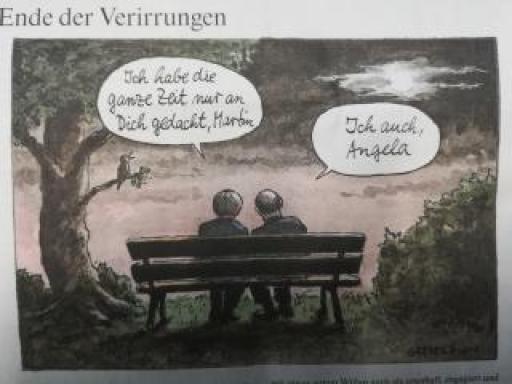 Ende der Verirrungen
Ich habe die
ganze Zeit nur an
Dich gedacht, Martin
Ich auch,
Angela